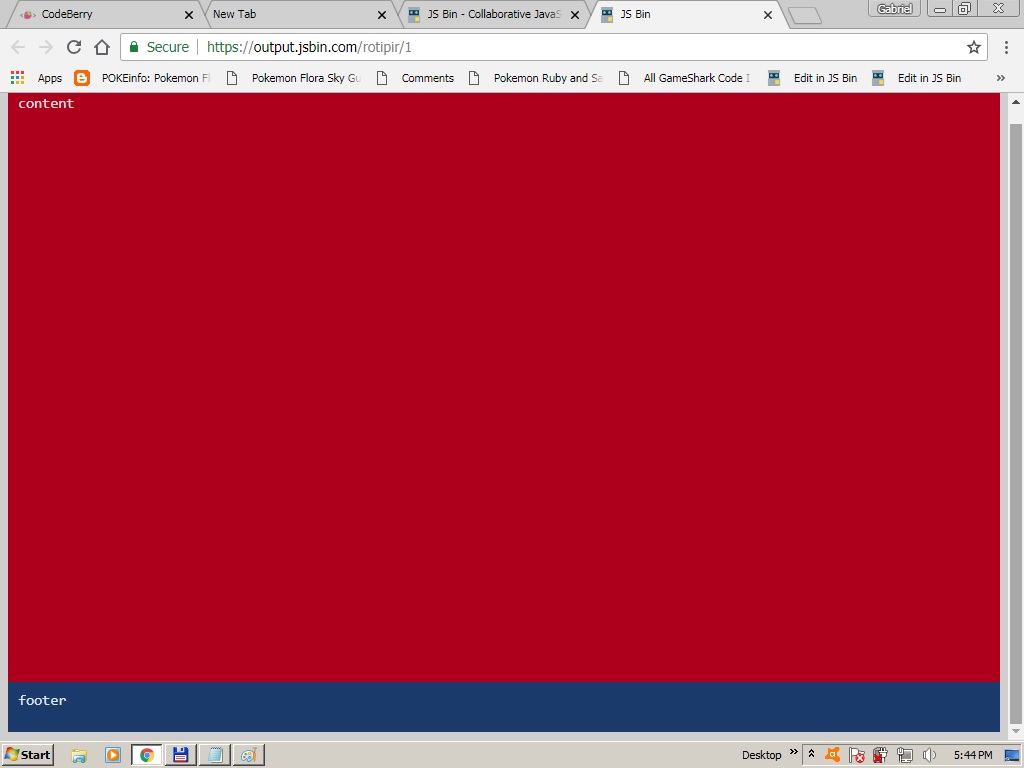 CodeBerry New Tab JS Bin - Collaborative JavaS JS Bin Gabriel
Secure https://output.jsbin.com/rotipir/1
Apps POKEinfo: Pokemon Fl Pokemon Flora Sky Gu Comments Pokemon Ruby and Sa All GameShark Code I Edit in JS Bin Edit in JS Bin »
content
footer
Start Desktop » 5:44 PM